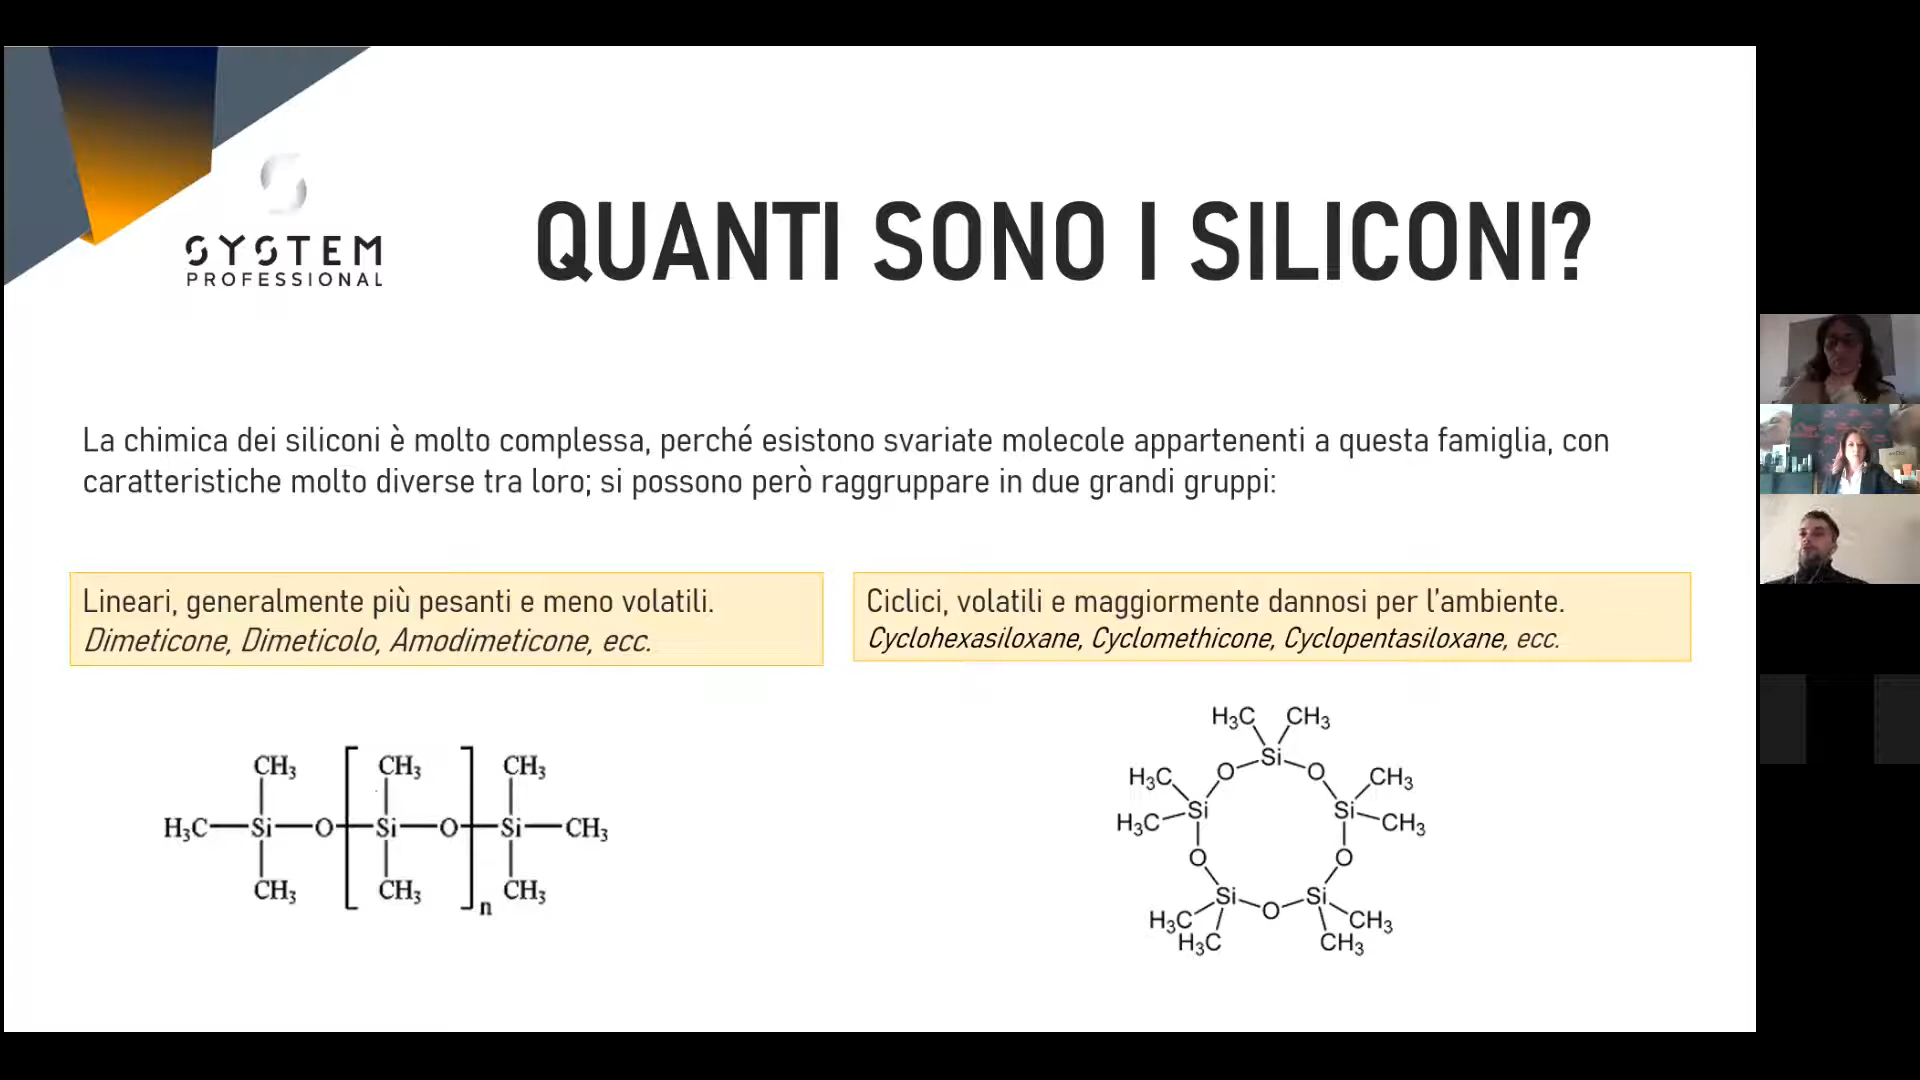 SYSTEM
PROFESSIONAL
QUANTI SONO I SILICONI?
La chimica dei siliconi è molto complessa, perché esistono svariate molecole appartenenti a questa famiglia, con
caratteristiche molto diverse tra loro; si possono però raggruppare in due grandi gruppi:
Lineari, generalmente più pesanti e meno volatili.
Dimeticone, Dimeticolo, Amodimeticone, ecc.
Ciclici, volatili e maggiormente dannosi per l'ambiente.
Cyclohexasiloxane, Cyclomethicone, Cyclopentasiloxane, ecc.
CH₃ CH₃ CH₃
H₃C Si O Si O Si CH₃
CH₃ CH₃ CH₃
n
H₃C CH₃
Si
H₃C O O CH₃
Si Si
H₃C CH₃
O O
Si Si
O
H₃C CH₃
H₃C CH₃